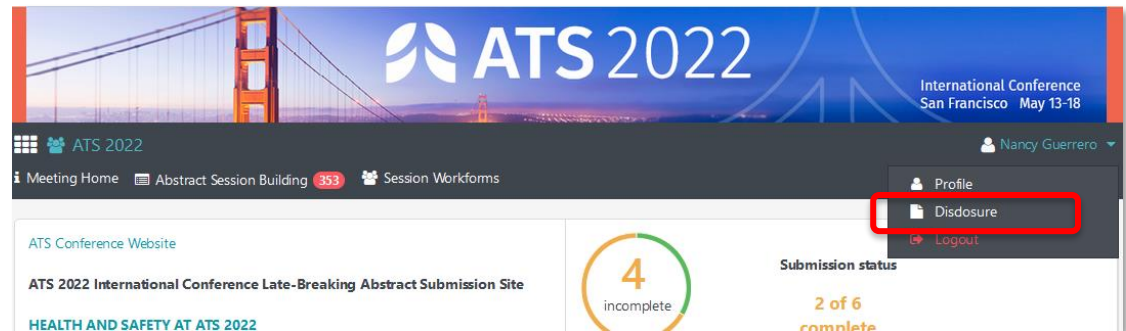 ATS 2022
International Conference
San Francisco May 13-18
ATS 2022
Nancy Guerrero
Meeting Home Abstract Session Building 353 Session Workforms
Profile
Disdosure
Logout
ATS Conference Website
ATS 2022 International Conference Late-Breaking Abstract Submission Site
HEALTH AND SAFETY AT ATS 2022
4
incomplete
Submission status
2 of 6
complete